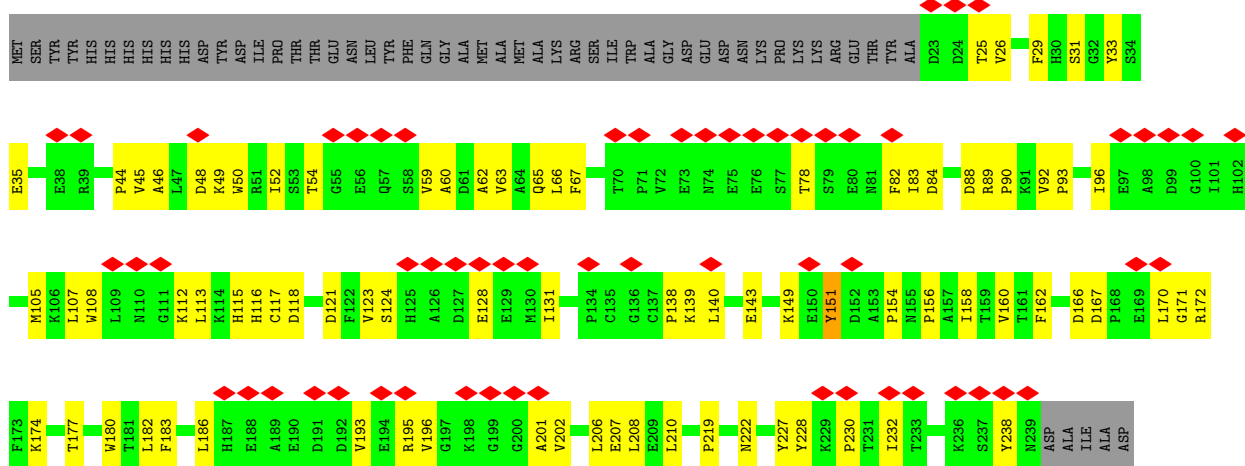 MET SER TYR TYR HIS HIS HIS HIS HIS HIS ASP TYR ASP ILE PRO THR THR GLU ASN LEU TYR PHE GLN GLY ALA MET ALA MET ALA ALA LYS ARG SER ILE TRP ALA GLY ASP GLU ASP ASN LYS PRO LYS LYS ARG GLU THR TYR ALA D23 D24 T25 V26 F29 H30 S31 G32 Y33 S34
E35 E38 R39 P44 V45 A46 L47 D48 K49 W50 R51 I52 S53 T54 G55 E56 Q57 S58 V59 A60 D61 A62 V63 A64 Q65 L66 F67 T70 P71 V72 E73 N74 E75 E76 S77 T78 S79 E80 N81 F82 I83 D84 D88 R89 P90 K91 V92 P93 I96 E97 A98 D99 G100 I101 H102
M105 K106 L107 W108 L109 N110 G111 K112 L113 K114 H115 H116 C117 D118 D121 F122 V123 S124 H125 A126 D127 E128 E129 M130 I131 P134 C135 G136 C137 P138 K139 L140 E143 K149 E150 Y151 D152 A153 P154 N155 P156 A157 I158 T159 V160 T161 F162 D166 D167 P168 E169 L170 G171 R172
F173 K174 T177 W180 T181 L182 F183 L186 H187 E188 A189 E190 D191 D192 V193 E194 R195 V196 G197 K198 G199 G200 A201 V202 L206 E207 L208 E209 L210 P219 N222 Y227 Y228 K229 P230 T231 I232 T233 K236 S237 Y238 N239 ASP ALA ILE ALA ASP